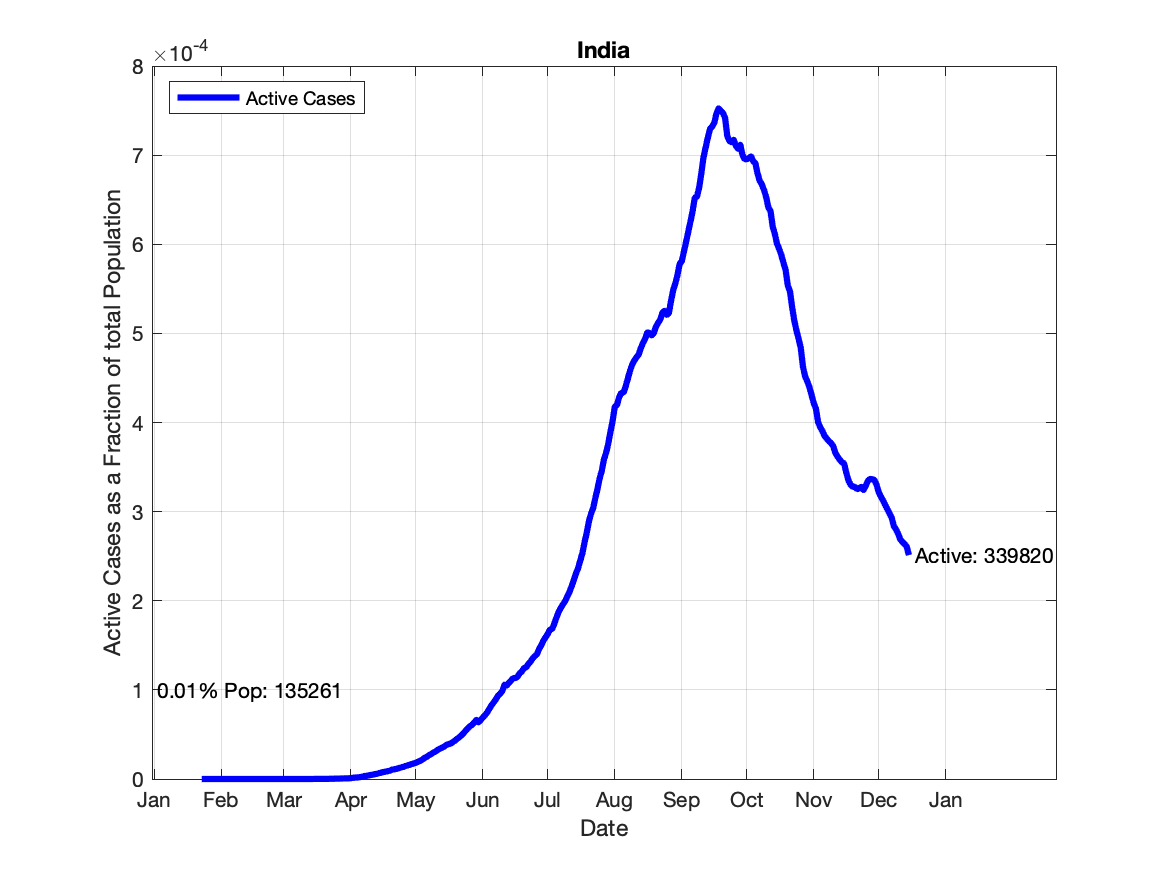 India
×10⁻⁴
Active Cases
8
7
6
5
4
3
2
1
0
Active Cases as a Fraction of total Population
Active: 339820
0.01% Pop: 135261
Jan Feb Mar Apr May Jun Jul Aug Sep Oct Nov Dec Jan
Date